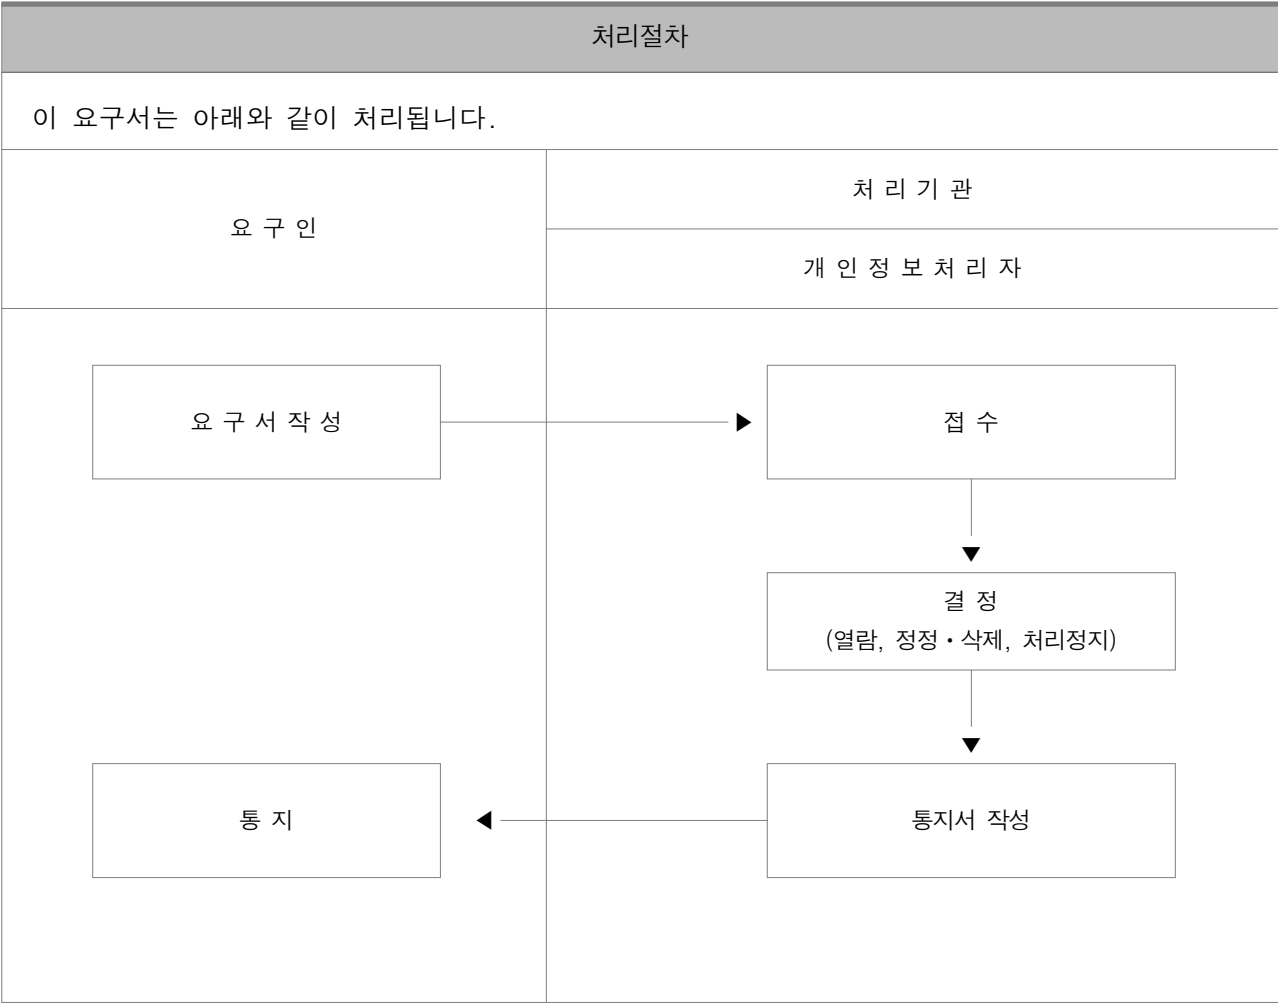 처리절차
이 요구서는 아래와 같이 처리됩니다.
요 구 인
처 리 기 관
개 인 정 보 처 리 자
요 구 서 작 성
접 수
결 정
(열람, 정정・삭제, 처리정지)
통 지
통지서 작성